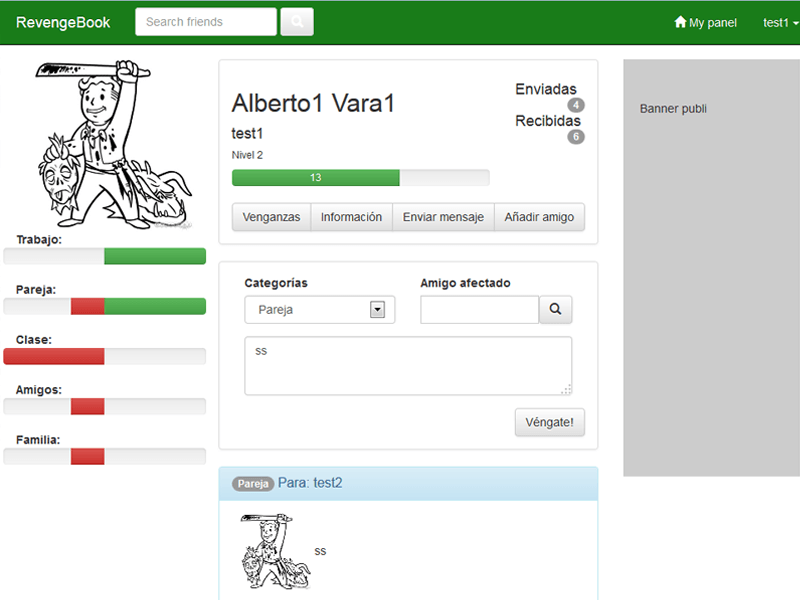 RevengeBook
Search friends
My panel
test1
Trabajo:
Pareja:
Clase:
Amigos:
Familia:
Alberto1 Vara1
test1
Nivel 2
13
Enviadas
4
Recibidas
6
Venganzas
Información
Enviar mensaje
Añadir amigo
Categorías
Amigo afectado
Pareja
ss
Véngate!
Pareja Para: test2
ss
Banner publi